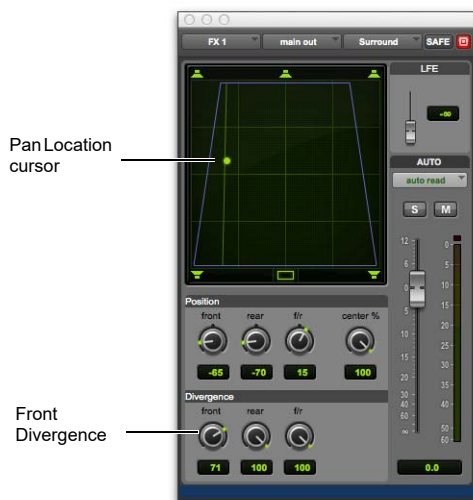 FX 1 main out Surround SAFE
LFE
Pan Location
cursor
AUTO
auto read
S M
12
6
0
5
10
15
20
30
40
60
∞
0
5
10
15
20
25
30
35
40
50
60
Position
front rear f/r center %
-65 -70 15 100
Divergence
Front
Divergence
front rear f/r
71 100 100
0.0